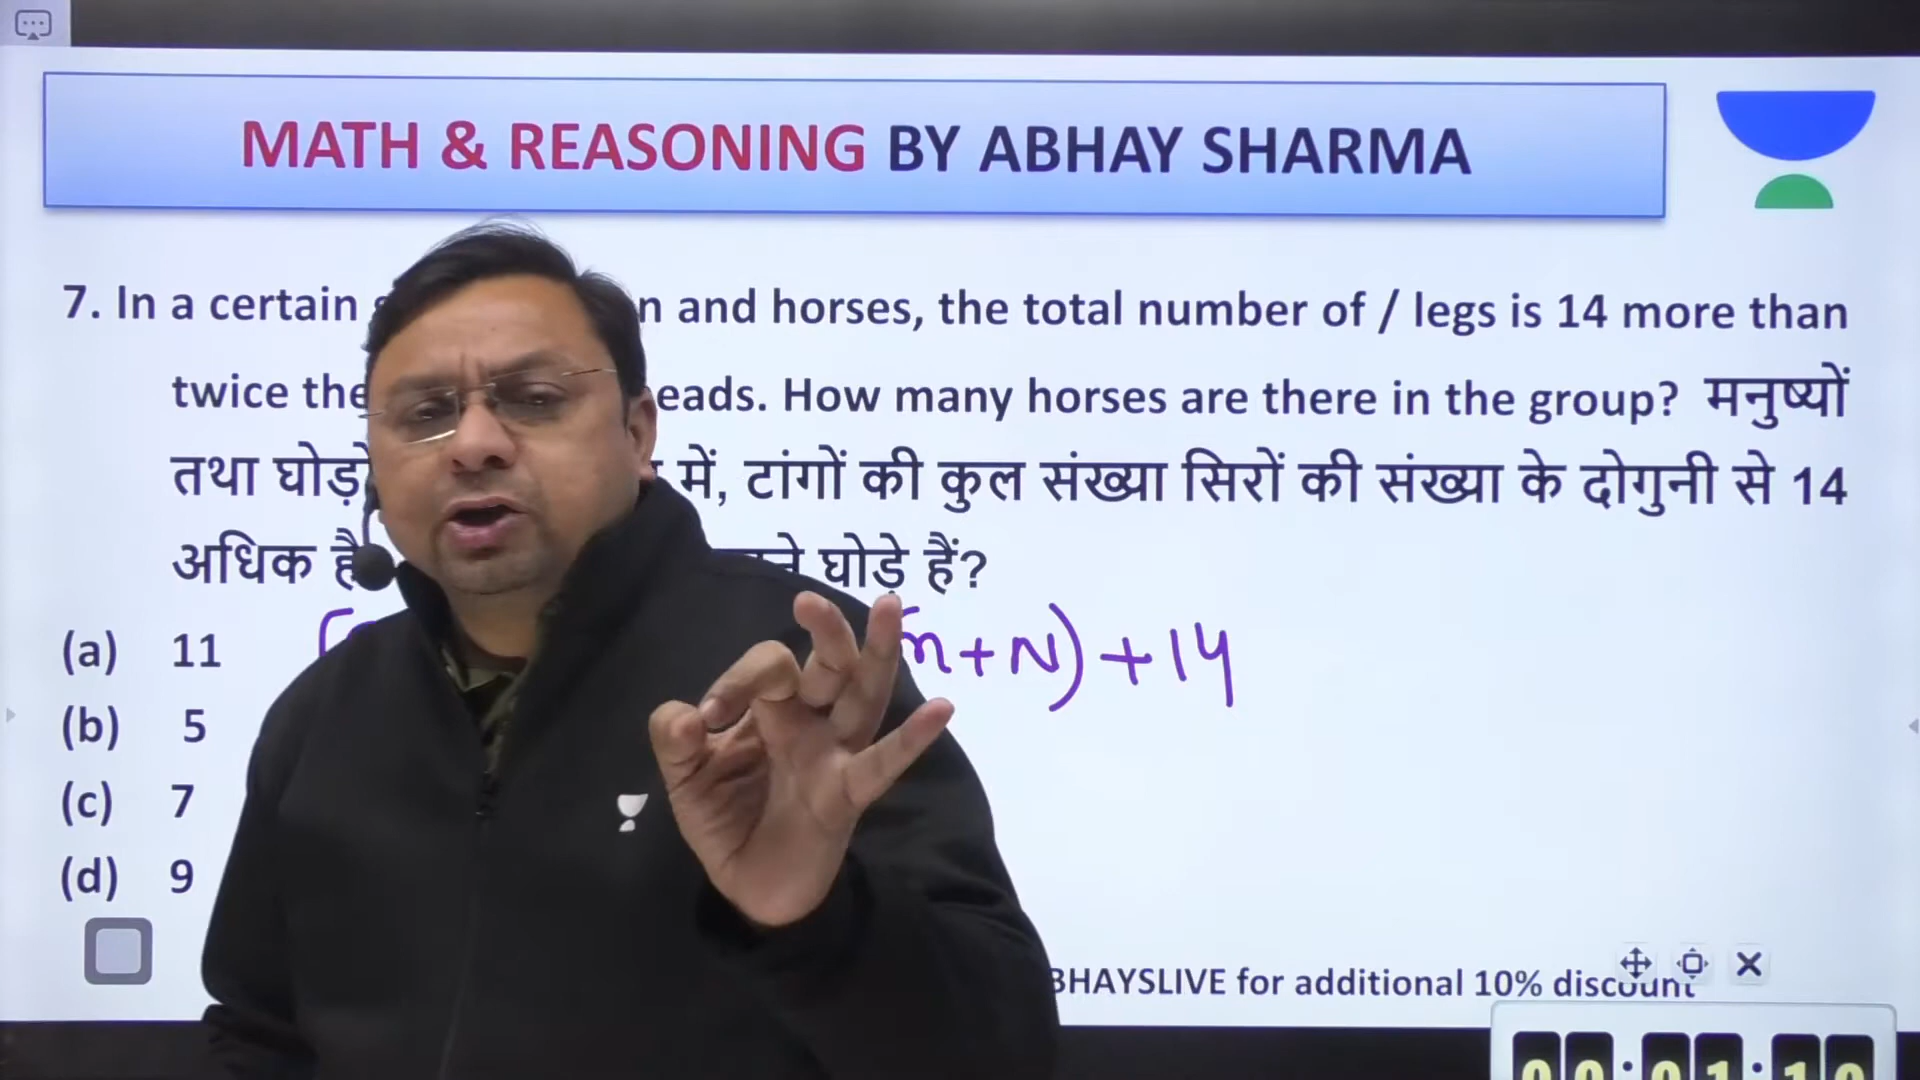 MATH & REASONING BY ABHAY SHARMA
7. In a certain and horses, the total number of / legs is 14 more than
twice the How many horses are there in the group? मनुष्यों
तथा में, टांगों की कुल संख्या सिरों की संख्या के दोगुनी से 14
अधिक है घोड़े हैं?
+N) +14
(a) 11
(b) 5
(c) 7
(d) 9
for additional 10% discount